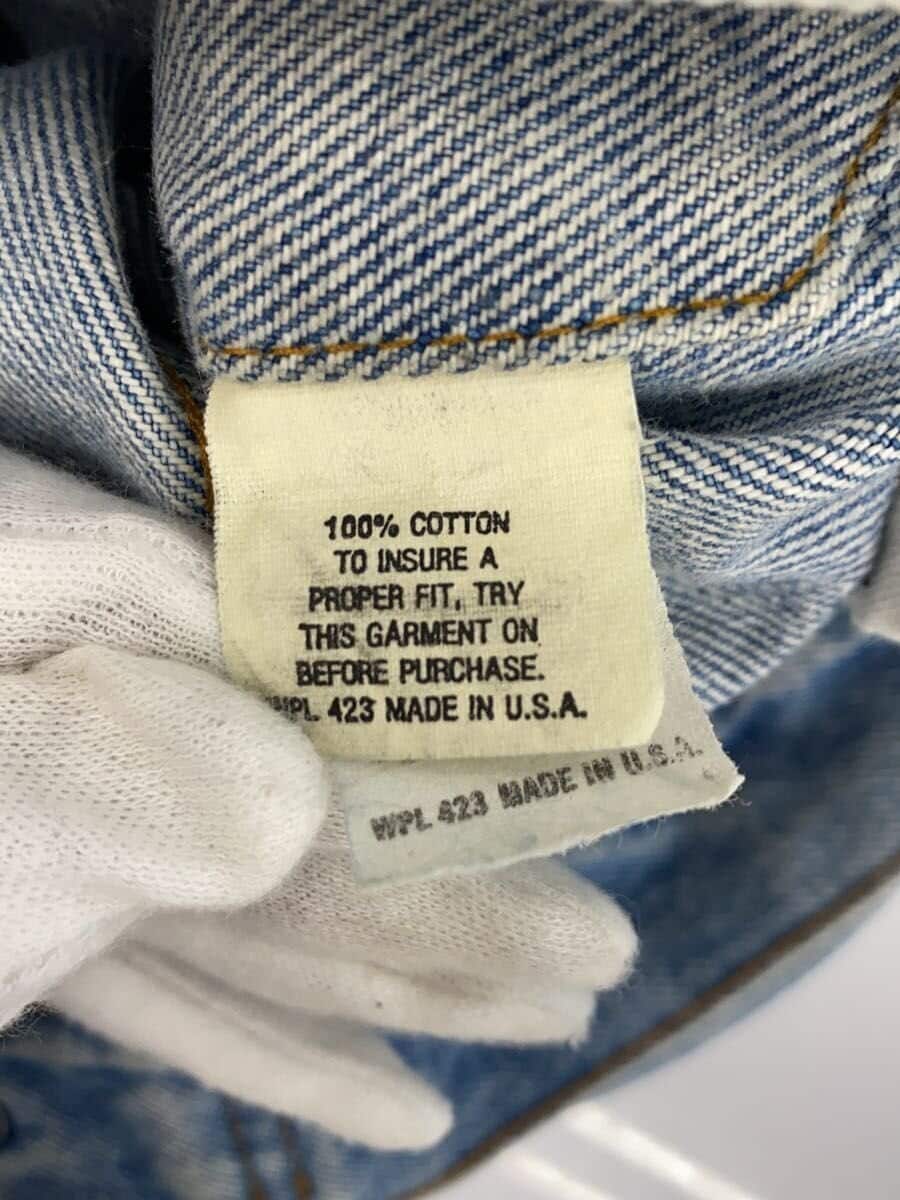 100% COTTON
TO INSURE A
PROPER FIT, TRY
THIS GARMENT ON
BEFORE PURCHASE.
WPL 423 MADE IN U.S.A.
WPL 423 MADE IN U.S.A.